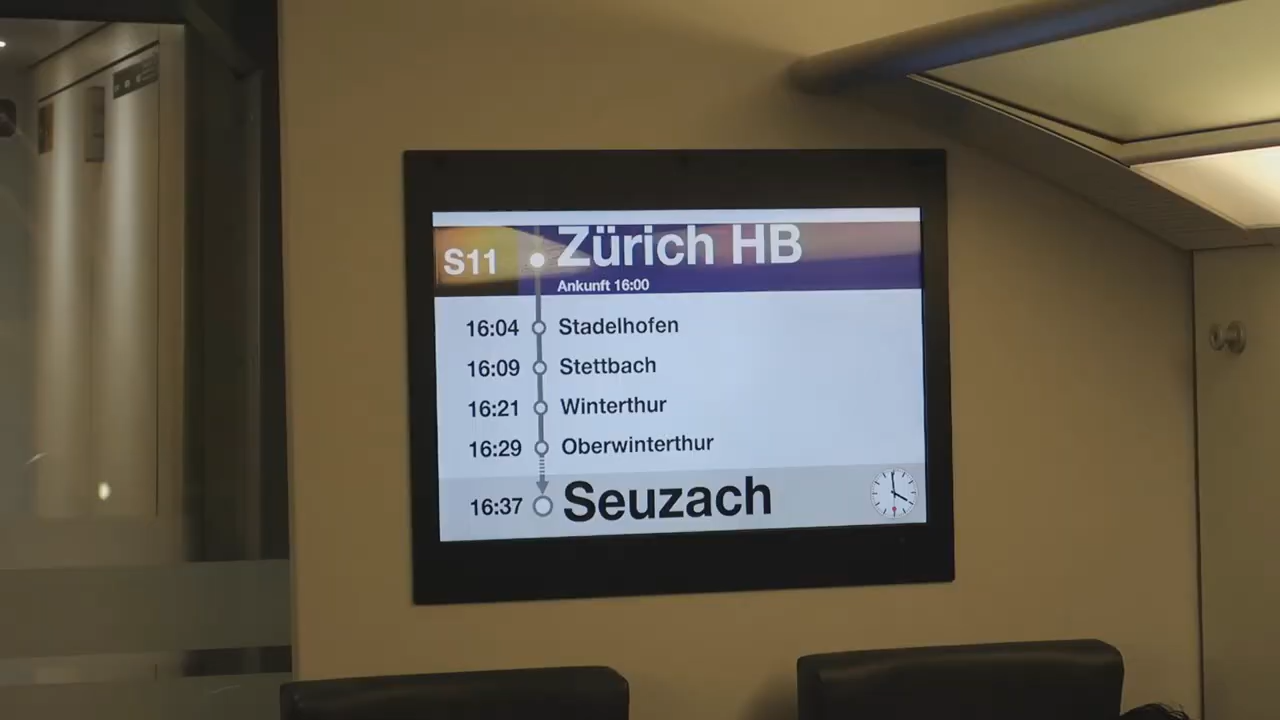 S11
Zürich HB
Ankunft 16:00
16:04 Stadelhofen
16:09 Stettbach
16:21 Winterthur
16:29 Oberwinterthur
16:37 Seuzach